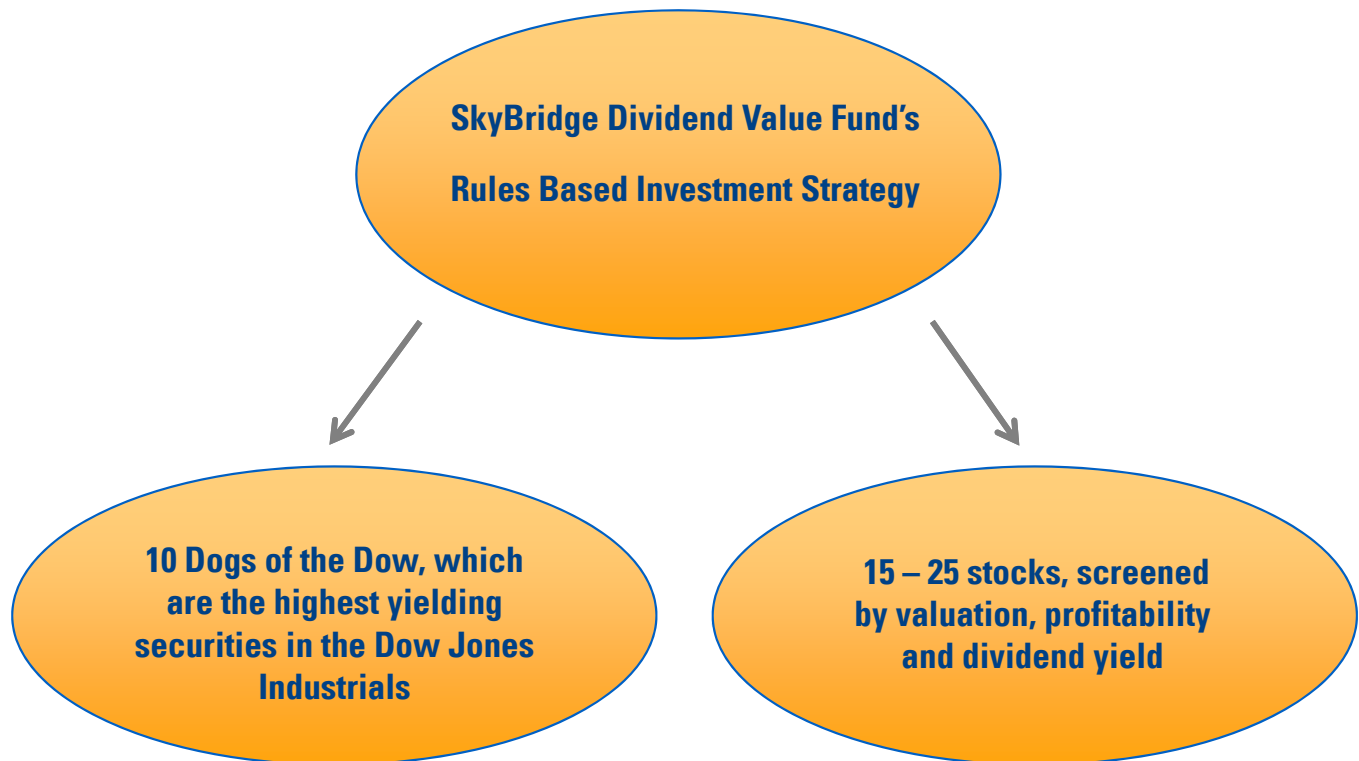 SkyBridge Dividend Value Fund's
Rules Based Investment Strategy
10 Dogs of the Dow, which
are the highest yielding
securities in the Dow Jones
Industrials
15 – 25 stocks, screened
by valuation, profitability
and dividend yield